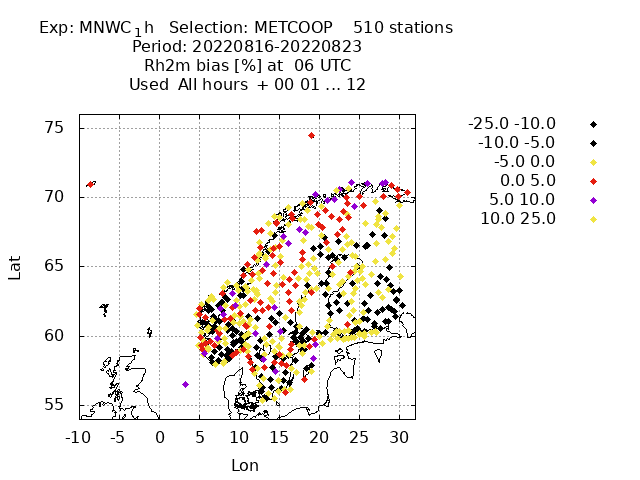 Exp: MNWC_1h   Selection: METCOOP    510 stations
Period: 20220816-20220823
Rh2m bias [%] at  06 UTC
Used  All hours  + 00 01 ... 12
-25.0 -10.0
-10.0 -5.0
-5.0 0.0
0.0 5.0
5.0 10.0
10.0 25.0
75
70
65
60
55
Lat
-10 -5 0 5 10 15 20 25 30
Lon